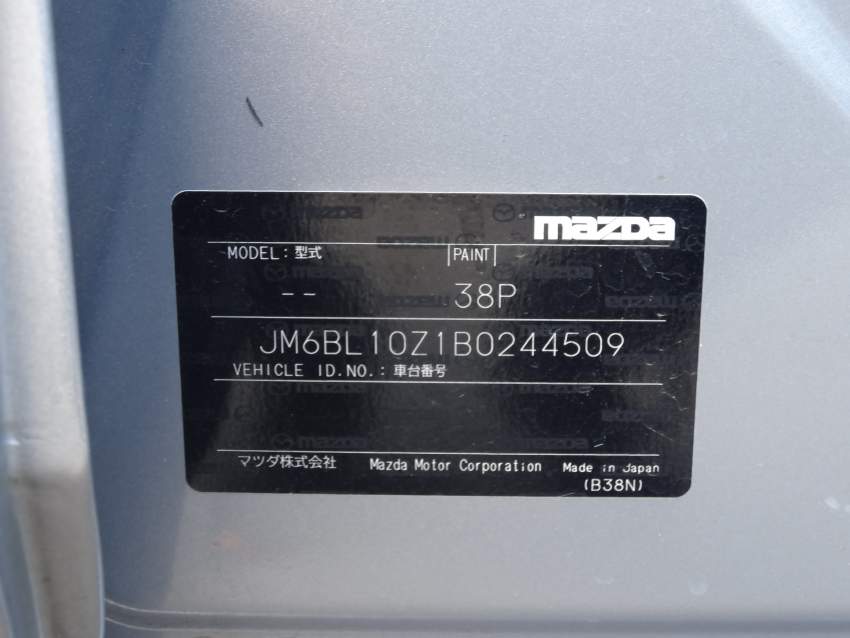 mazda
MODEL：型式 PAINT
-- 38P
JM6BL10Z1B0244509
VEHICLE ID.NO.：車台番号
マツダ株式会社 Mazda Motor Corporation Made in Japan
(B38N)